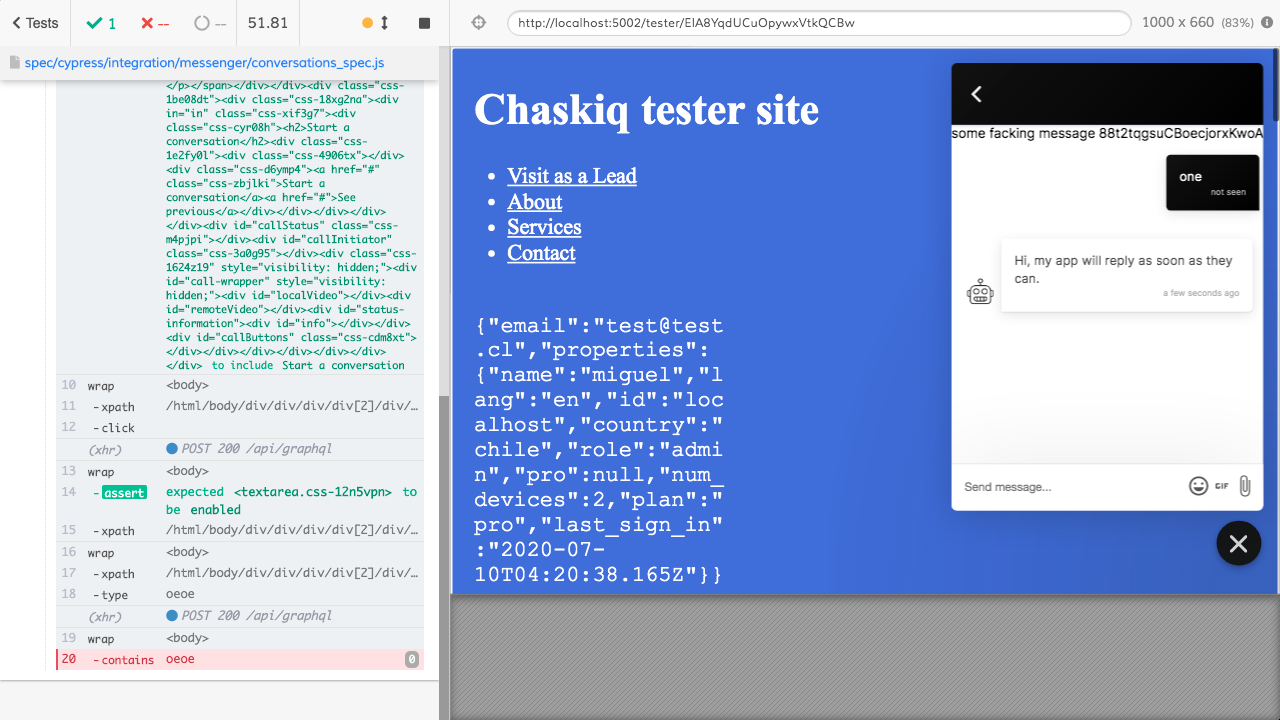 Tests
1
--
--
51.81
http://localhost:5002/tester/ElA8YqdUCuOpywxVtkQCBw
1000 x 660 (83%)
spec/cypress/integration/messenger/conversations_spec.js
</p></span></div></div><div class="css-
1be08dt"><div class="css-18xg2na"><div
in="in" class="css-xif3g7"><div
class="css-cyr08h"><h2>Start a
conversation</h2><div class="css-
1e2fy0l"><div class="css-4906tx"></div>
<div class="css-d6ymp4"><a href="#"
class="css-zbjlki">Start a
conversation</a><a href="#">See
previous</a></div></div></div></div>
</div><div id="callStatus" class="css-
m4pjpi"></div><div id="callInitiator"
class="css-3a0g95"></div><div class="css-
1624z19" style="visibility: hidden;"><div
id="call-wrapper" style="visibility:
hidden;"><div id="localVideo"></div><div
id="remoteVideo"></div><div id="status-
information"><div id="info"></div></div>
<div id="callButtons" class="css-cdm8xt">
</div></div></div></div></div></div>
</div> to include Start a conversation
10 wrap <body>
11 -xpath /html/body/div/div/div/div[2]/div/…
12 -click
(xhr) POST 200 /api/graphql
13 wrap <body>
14 -assert expected <textarea.css-12n5vpn> to
be enabled
15 -xpath /html/body/div/div/div/div[2]/div/…
16 wrap <body>
17 -xpath /html/body/div/div/div/div[2]/div/…
18 -type oeoe
(xhr) POST 200 /api/graphql
19 wrap <body>
20 -contains oeoe 0
Chaskiq tester site
Visit as a Lead
About
Services
Contact
{"email":"test@test
.cl","properties":
{"name":"miguel","l
ang":"en","id":"loc
alhost","country":"
chile","role":"admi
n","pro":null,"num_
devices":2,"plan":"
pro","last_sign_in"
:"2020-07-
10T04:20:38.165Z"}}
some facking message 88t2tqgsuCBoecjorxKwoA
one
not seen
Hi, my app will reply as soon as they
can.
a few seconds ago
Send message...
GIF